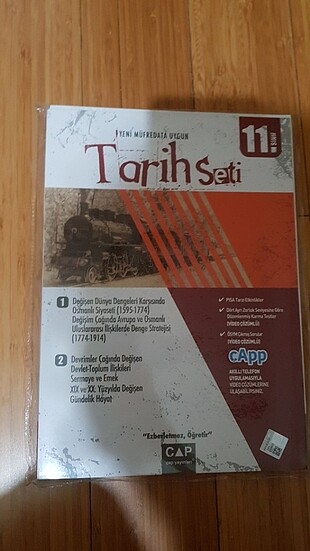 YENİ MÜFREDATA UYGUN
11
SINIF
Tarih Seti
1
Değişen Dünya Dengeleri Karşısında
Osmanlı Siyaseti (1595-1774)
Değişim Çağında Avrupa ve Osmanlı
Uluslararası İlişkilerde Denge Stratejisi
(1774-1914)
2
Devrimler Çağında Değişen
Devlet-Toplum İlişkileri
Sermaye ve Emek
XIX ve XX. Yüzyılda Değişen
Gündelik Hayat
PISA Tarzı Etkinlikler
Dört Ayrı Zorluk Seviyesine Göre
Düzenlenmiş Karma Testler
(VİDEO ÇÖZÜMLÜ)
ÖSYM Çıkmış Sorular
(VİDEO ÇÖZÜMLÜ)
cApp
AKILLI TELEFON
UYGULAMASIYLA
VİDEO ÇÖZÜMLERİNE
ULAŞABİLİRSİNİZ.
"Ezberletmez, Öğretir"
ÇAP
çap yayınları